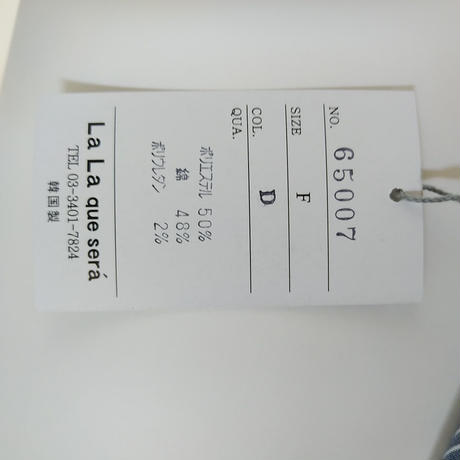 NO. 65007
SIZE F
COL. D
QUA.
ポリエステル 50%
綿 48%
ポリウレタン 2%
La La que será
TEL 03-3401-7824
韓国製